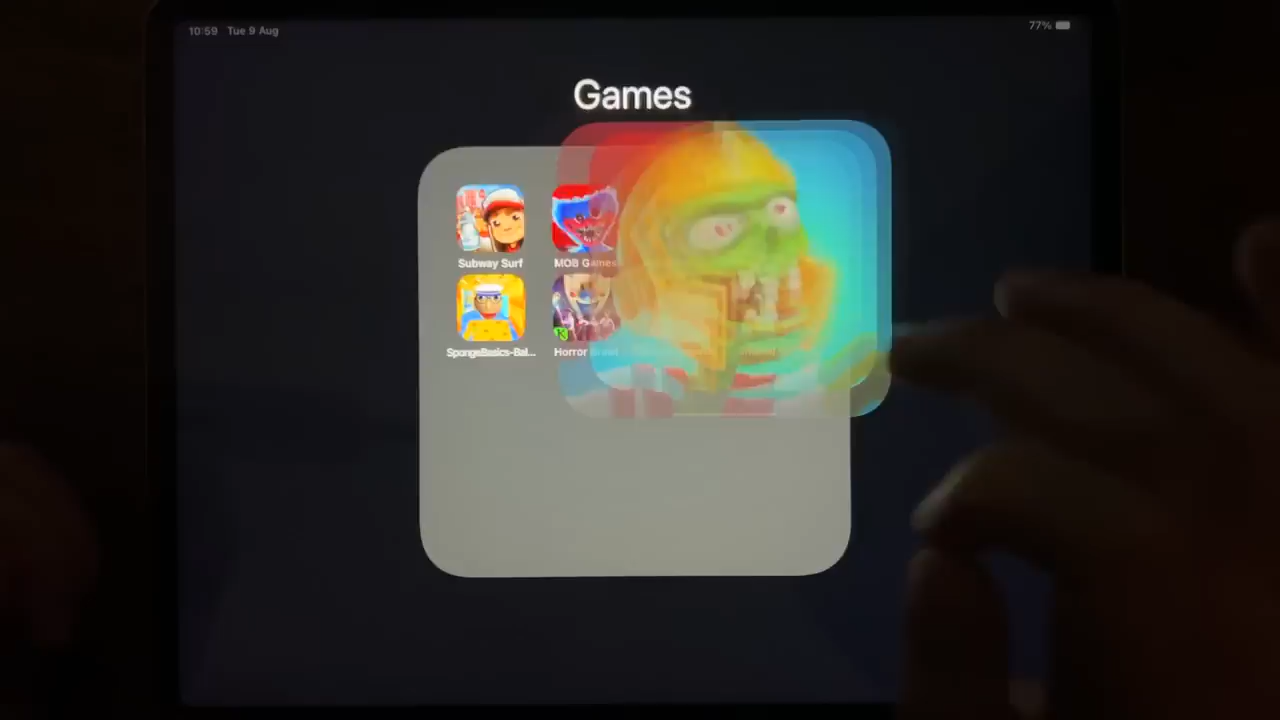 10:59 Tue 9 Aug
77%
Games
Subway Surf
MOB Games
SpongeBasics-Bal...
Horror